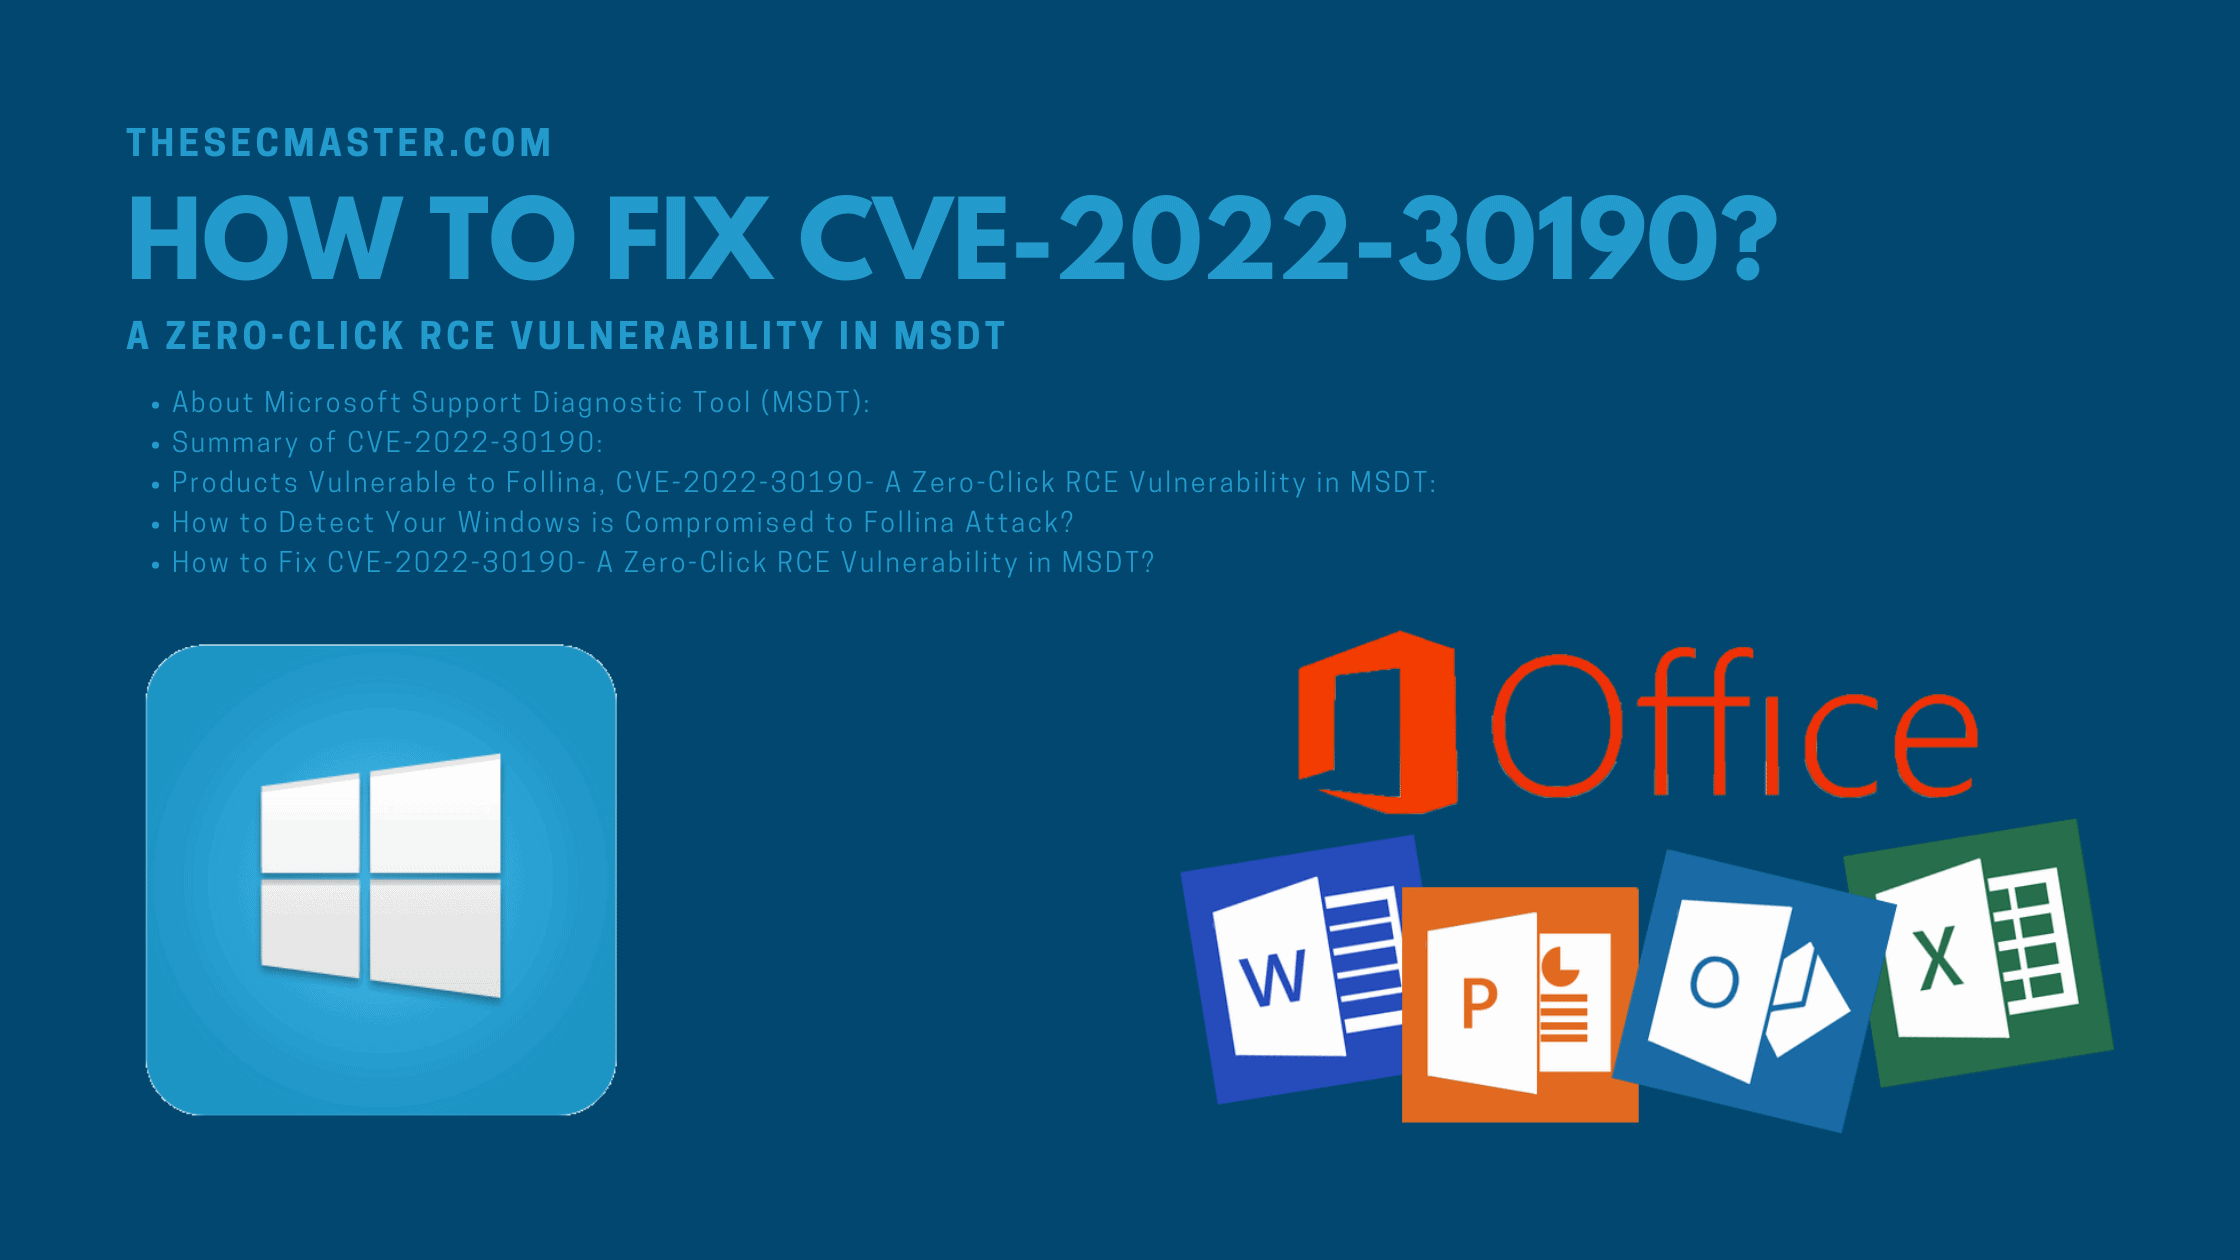 THESECMASTER.COM
HOW TO FIX CVE-2022-30190?
A ZERO-CLICK RCE VULNERABILITY IN MSDT
• About Microsoft Support Diagnostic Tool (MSDT):
• Summary of CVE-2022-30190:
• Products Vulnerable to Follina, CVE-2022-30190- A Zero-Click RCE Vulnerability in MSDT:
• How to Detect Your Windows is Compromised to Follina Attack?
• How to Fix CVE-2022-30190- A Zero-Click RCE Vulnerability in MSDT?
Office
W
P
O
X